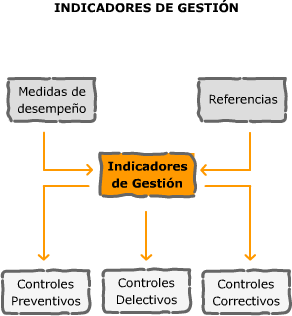 INDICADORES DE GESTIÓN
Medidas de
desempeño
Referencias
Indicadores
de Gestión
Controles
Preventivos
Controles
Delectivos
Controles
Correctivos